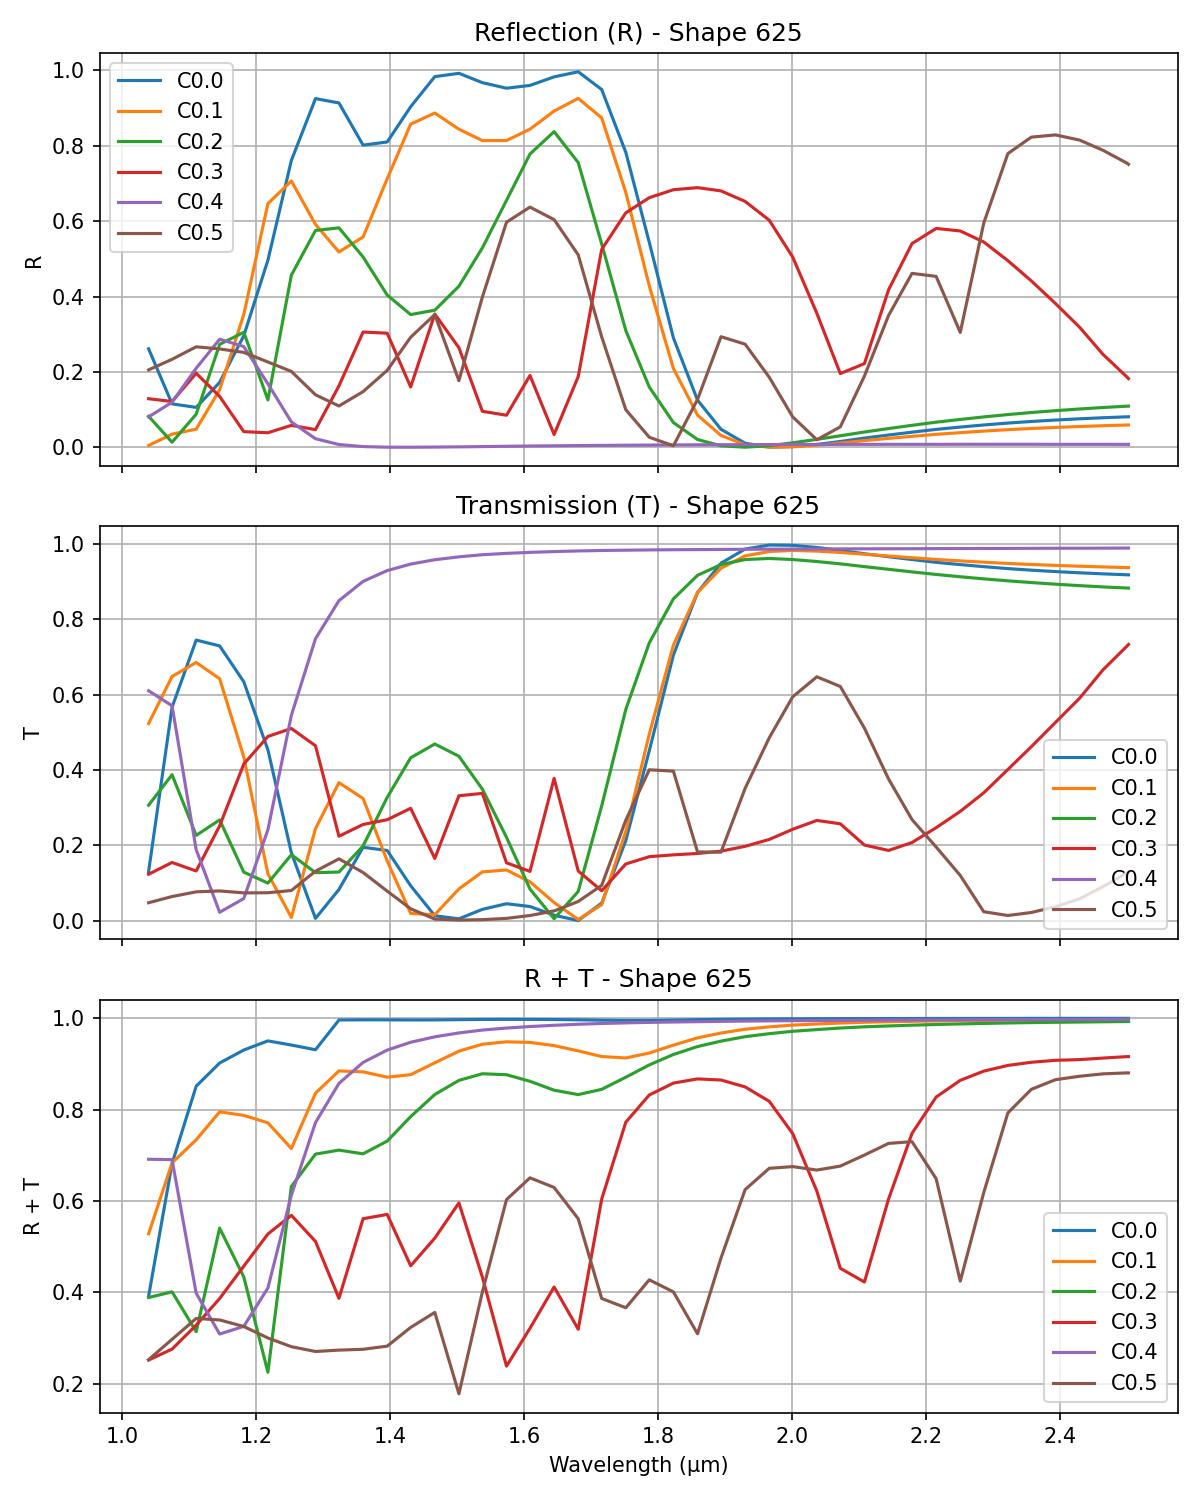 Reflection (R) - Shape 625
1.0
0.8
0.6
0.4
0.2
0.0
R
C0.0
C0.1
C0.2
C0.3
C0.4
C0.5
Transmission (T) - Shape 625
1.0
0.8
0.6
0.4
0.2
0.0
T
C0.0
C0.1
C0.2
C0.3
C0.4
C0.5
R + T - Shape 625
1.0
0.8
0.6
0.4
0.2
R + T
C0.0
C0.1
C0.2
C0.3
C0.4
C0.5
1.0 1.2 1.4 1.6 1.8 2.0 2.2 2.4
Wavelength (μm)